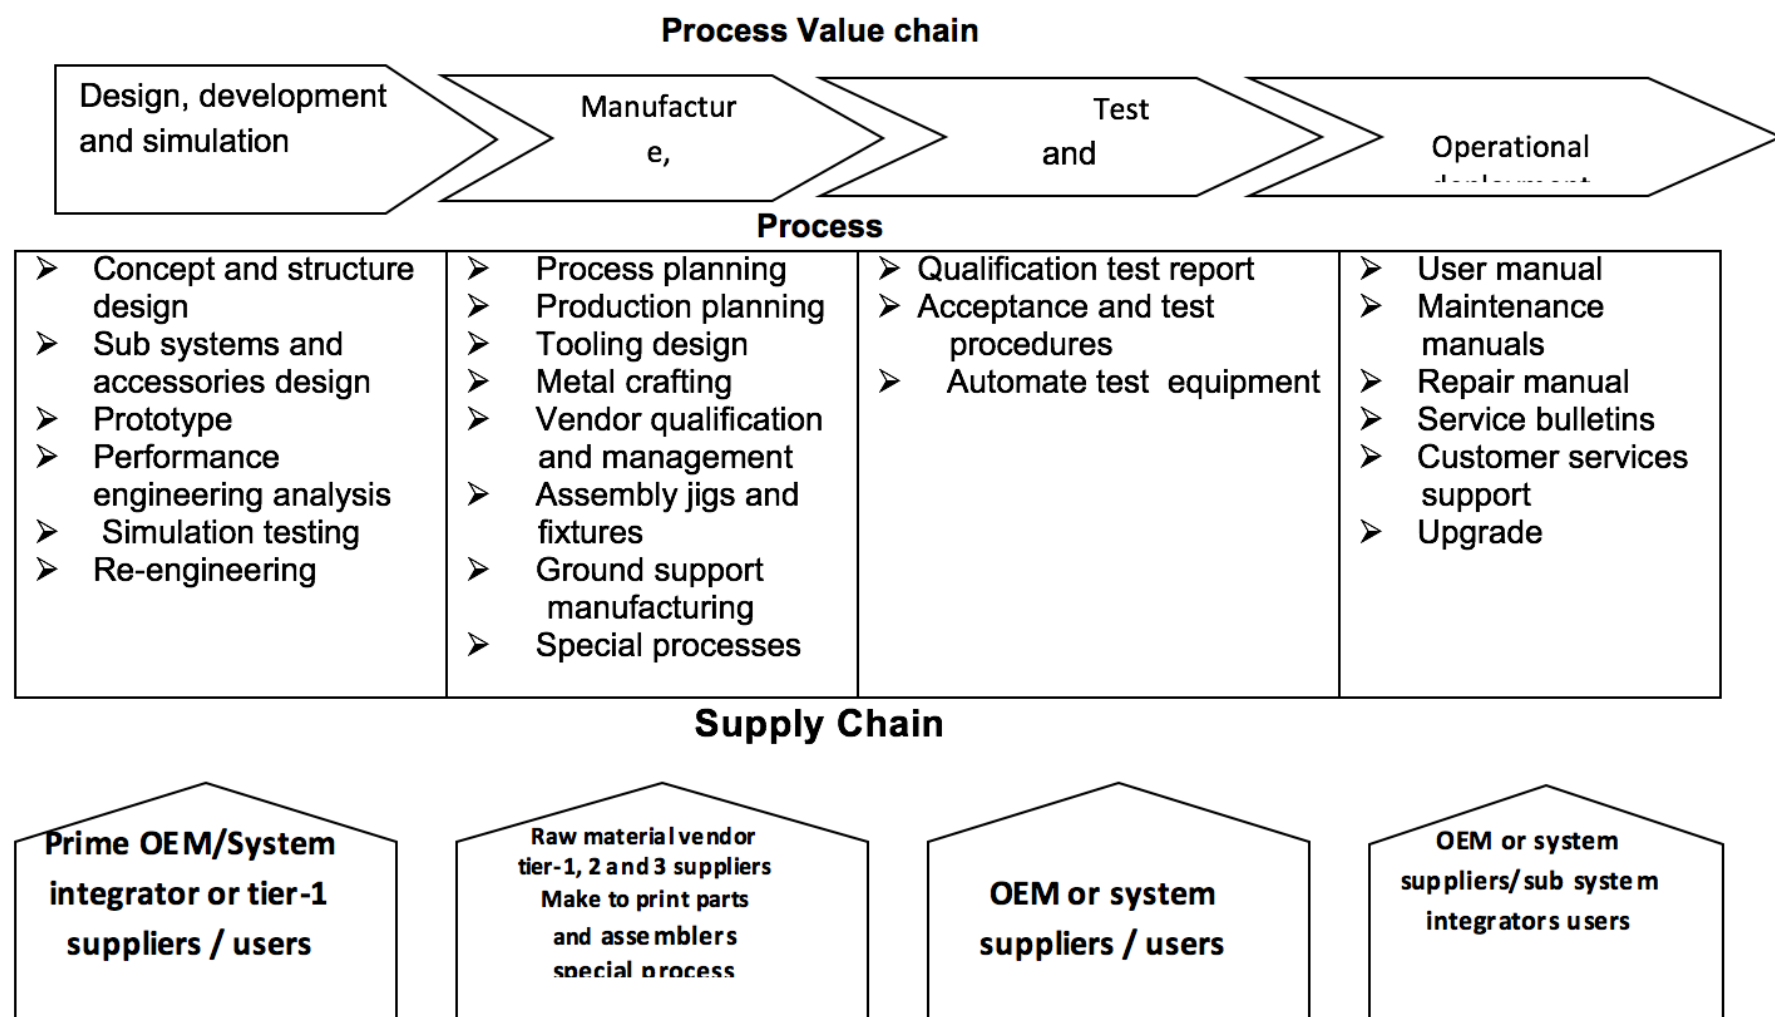 Process Value chain
Design, development
and simulation
Manufactur
e,
Test
and
Operational
deployment
Process
➢ Concept and structure
design
➢ Sub systems and
accessories design
➢ Prototype
➢ Performance
engineering analysis
➢ Simulation testing
➢ Re-engineering
➢ Process planning
➢ Production planning
➢ Tooling design
➢ Metal crafting
➢ Vendor qualification
and management
➢ Assembly jigs and
fixtures
➢ Ground support
manufacturing
➢ Special processes
➢ Qualification test report
➢ Acceptance and test
procedures
➢ Automate test equipment
➢ User manual
➢ Maintenance
manuals
➢ Repair manual
➢ Service bulletins
➢ Customer services
support
➢ Upgrade
Supply Chain
Prime OEM/System
integrator or tier-1
suppliers / users
Raw material vendor
tier-1, 2 and 3 suppliers
Make to print parts
and assemblers
special process
OEM or system
suppliers / users
OEM or system
suppliers/sub system
integrators users